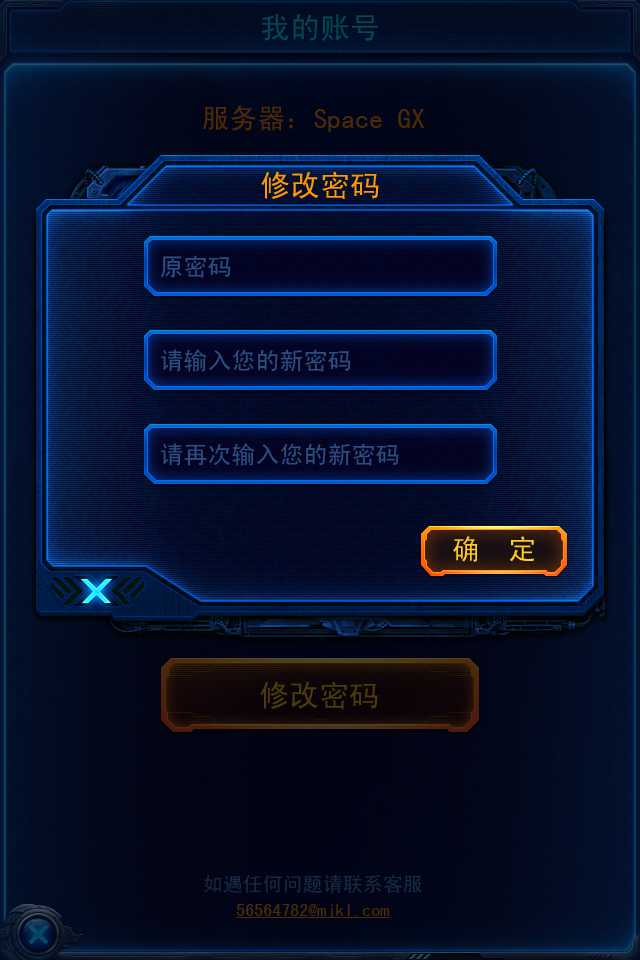 我的账号
服务器：Space GX
修改密码
原密码
请输入您的新密码
请再次输入您的新密码
确 定
修改密码
如遇任何问题请联系客服
56564782@mjkl.com